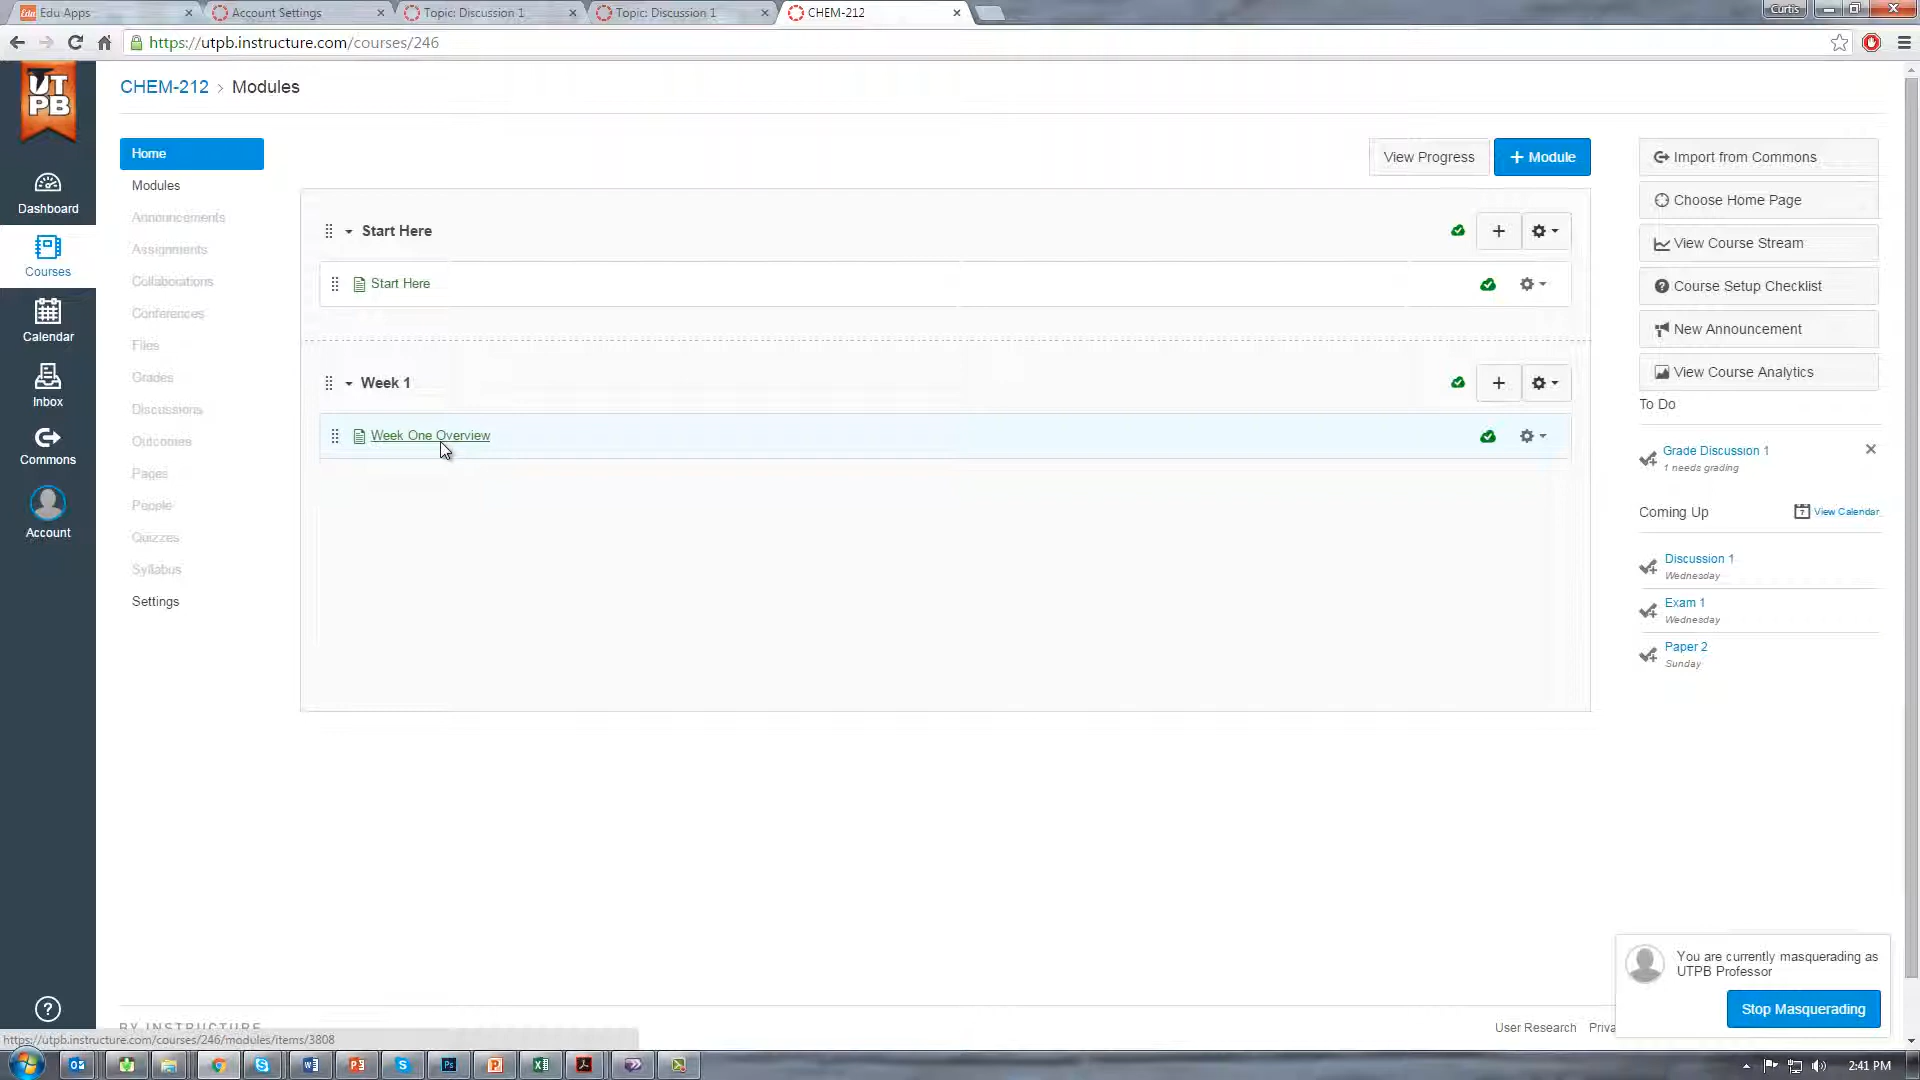 Edu Apps
Account Settings
Topic: Discussion 1
Topic: Discussion 1
CHEM-212
Curtis
https://utpb.instructure.com/courses/246
UT
PB
CHEM-212 > Modules
Home
Modules
Announcements
Assignments
Collaborations
Conferences
Files
Grades
Discussions
Outcomes
Pages
People
Quizzes
Syllabus
Settings
Dashboard
Courses
Calendar
Inbox
Commons
Account
View Progress
+ Module
Start Here
Start Here
Week 1
Week One Overview
Import from Commons
Choose Home Page
View Course Stream
Course Setup Checklist
New Announcement
View Course Analytics
To Do
Grade Discussion 1
1 needs grading
Coming Up
View Calendar
Discussion 1
Wednesday
Exam 1
Wednesday
Paper 2
Sunday
You are currently masquerading as
UTPB Professor
Stop Masquerading
BY INSTRUCTURE
User Research Priva
https://utpb.instructure.com/courses/246/modules/items/3808
2:41 PM